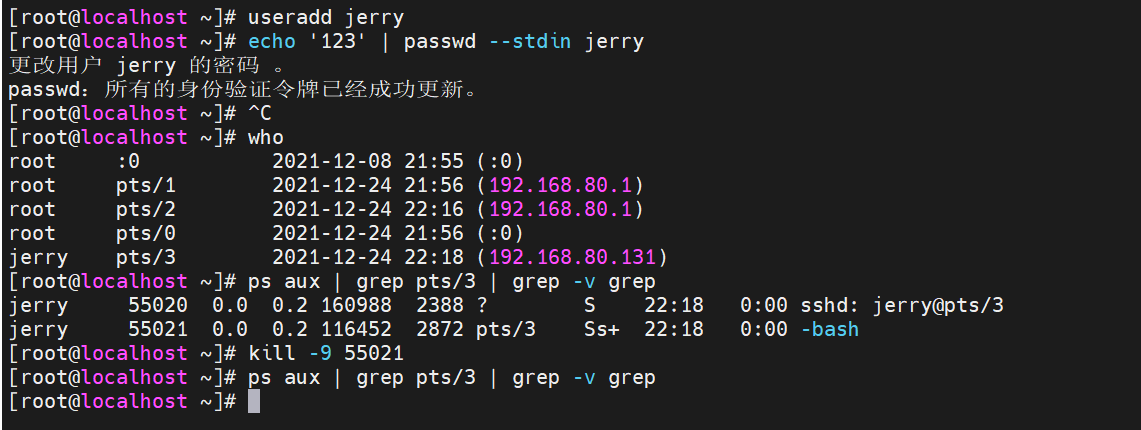 [root@localhost ~]# useradd jerry
[root@localhost ~]# echo '123' | passwd --stdin jerry
更改用户 jerry 的密码 。
passwd：所有的身份验证令牌已经成功更新。
[root@localhost ~]# ^C
[root@localhost ~]# who
root     :0           2021-12-08 21:55 (:0)
root     pts/1        2021-12-24 21:56 (192.168.80.1)
root     pts/2        2021-12-24 22:16 (192.168.80.1)
root     pts/0        2021-12-24 21:56 (:0)
jerry    pts/3        2021-12-24 22:18 (192.168.80.131)
[root@localhost ~]# ps aux | grep pts/3 | grep -v grep
jerry     55020  0.0  0.2 160988  2388 ?        S    22:18   0:00 sshd: jerry@pts/3
jerry     55021  0.0  0.2 116452  2872 pts/3    Ss+  22:18   0:00 -bash
[root@localhost ~]# kill -9 55021
[root@localhost ~]# ps aux | grep pts/3 | grep -v grep
[root@localhost ~]#